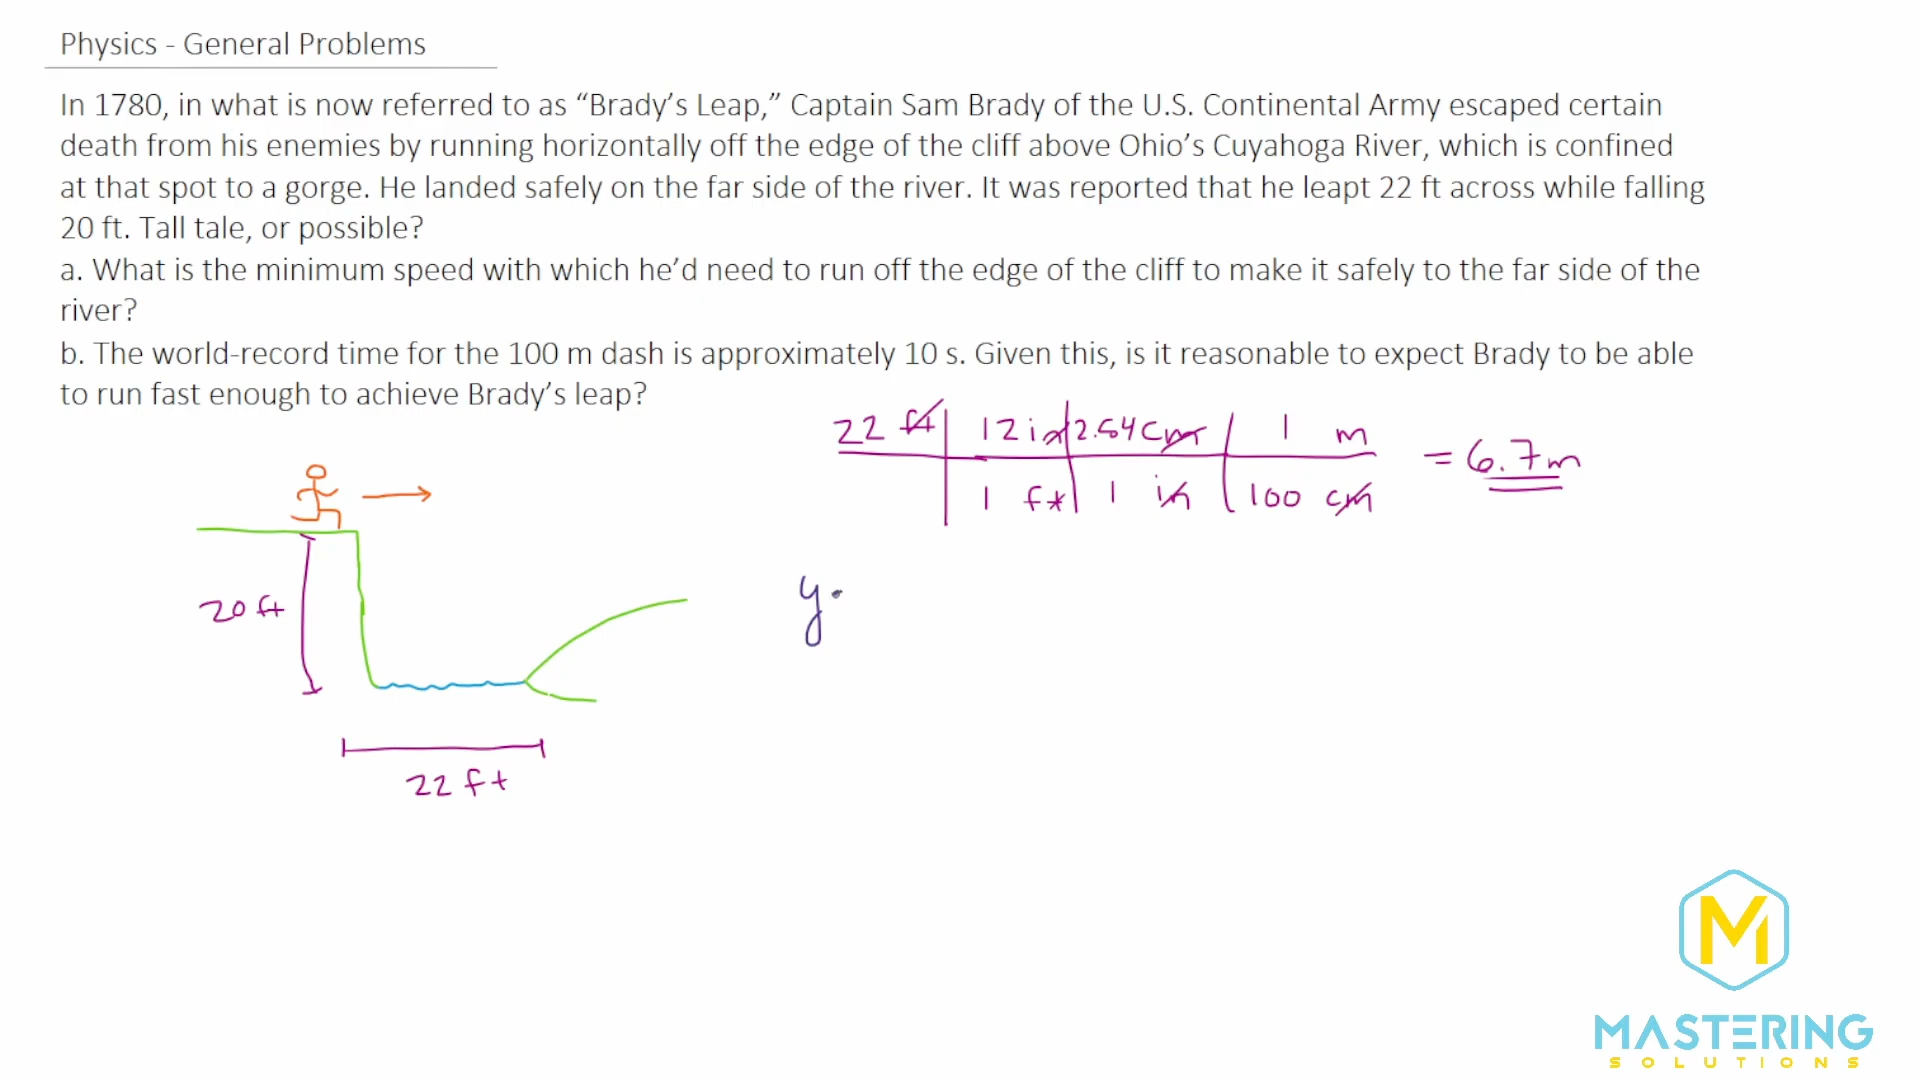 Physics - General Problems
In 1780, in what is now referred to as “Brady’s Leap,” Captain Sam Brady of the U.S. Continental Army escaped certain
death from his enemies by running horizontally off the edge of the cliff above Ohio’s Cuyahoga River, which is confined
at that spot to a gorge. He landed safely on the far side of the river. It was reported that he leapt 22 ft across while falling
20 ft. Tall tale, or possible?
a. What is the minimum speed with which he’d need to run off the edge of the cliff to make it safely to the far side of the
river?
b. The world-record time for the 100 m dash is approximately 10 s. Given this, is it reasonable to expect Brady to be able
to run fast enough to achieve Brady’s leap?
22 ft | 12 in | 2.54 cm | 1 m = 6.7m
1 ft | 1 in | 100 cm
20 ft
y.
22 ft
M
MASTERING
SOLUTIONS